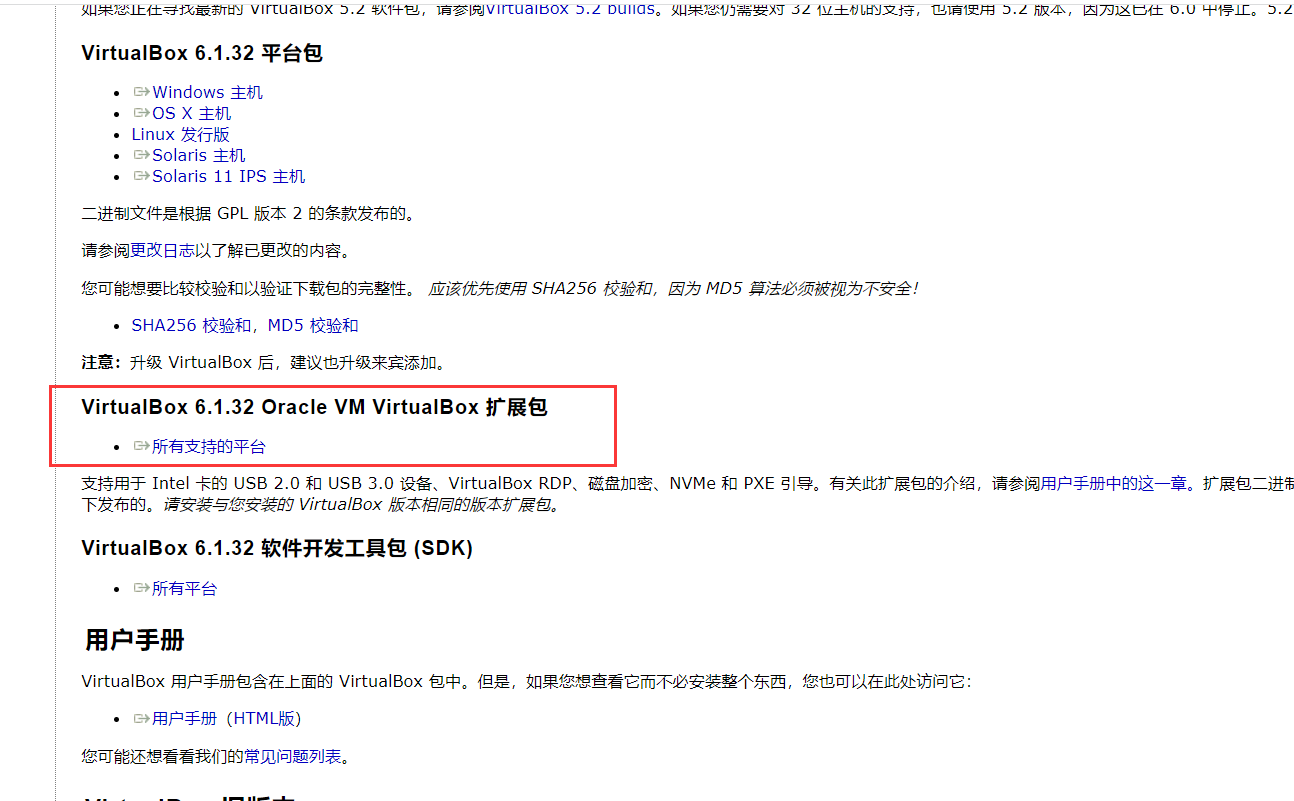 如果您正在寻找最新的 VirtualBox 5.2 软件包，请参阅VirtualBox 5.2 builds。如果您仍需要对 32 位主机的支持，也请使用 5.2 版本，因为这已在 6.0 中停止。5.2
VirtualBox 6.1.32 平台包
Windows 主机
OS X 主机
Linux 发行版
Solaris 主机
Solaris 11 IPS 主机
二进制文件是根据 GPL 版本 2 的条款发布的。
请参阅更改日志以了解已更改的内容。
您可能想要比较校验和以验证下载包的完整性。 应该优先使用 SHA256 校验和，因为 MD5 算法必须被视为不安全！
SHA256 校验和，MD5 校验和
注意：升级 VirtualBox 后，建议也升级来宾添加。
VirtualBox 6.1.32 Oracle VM VirtualBox 扩展包
所有支持的平台
支持用于 Intel 卡的 USB 2.0 和 USB 3.0 设备、VirtualBox RDP、磁盘加密、NVMe 和 PXE 引导。有关此扩展包的介绍，请参阅用户手册中的这一章。扩展包二进制
下发布的。请安装与您安装的 VirtualBox 版本相同的版本扩展包。
VirtualBox 6.1.32 软件开发工具包 (SDK)
所有平台
用户手册
VirtualBox 用户手册包含在上面的 VirtualBox 包中。但是，如果您想查看它而不必安装整个东西，您也可以在此处访问它：
用户手册（HTML版）
您可能还想看看我们的常见问题列表。
VirtualBox 旧版本